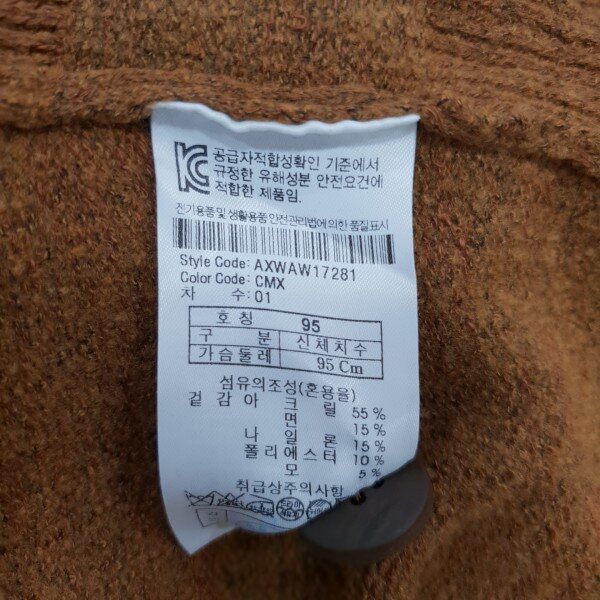 공급자적합성확인 기준에서
규정한 유해성분 안전요건에
적합한 제품임.
전기용품 및 생활용품 안전관리법에 의한 품질표시
Style Code: AXWAW17281
Color Code: CMX
차 수: 01
호 칭 95
구 분 신체치수
가슴둘레 95 Cm
섬유의조성(혼용율)
겉감 아 크 릴 55 %
면 15 %
나 일 론 15 %
폴리에스터 10 %
모 5 %
취급상주의사항